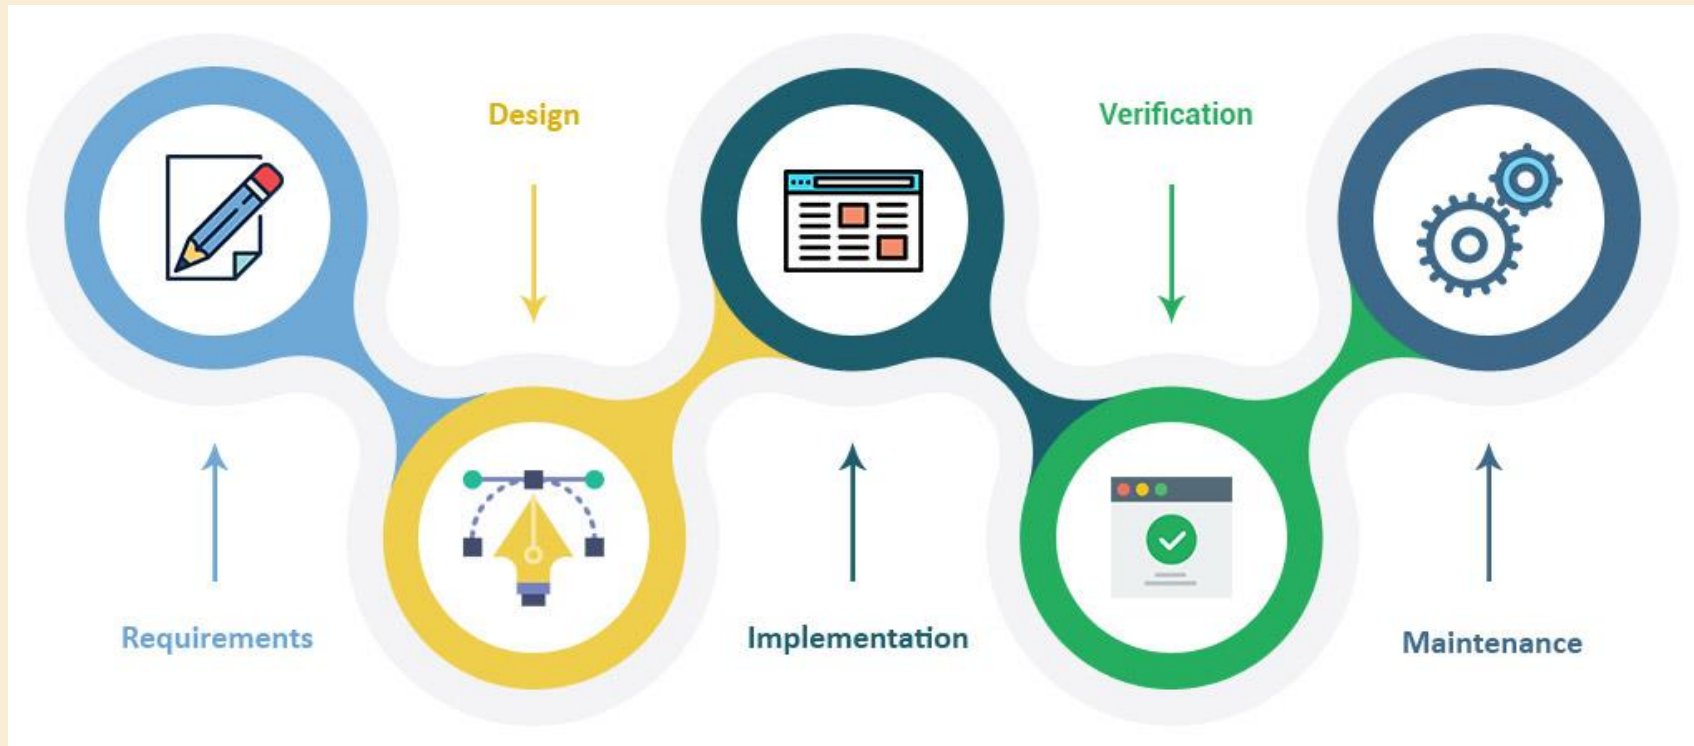 Requirements
Design
Implementation
Verification
Maintenance